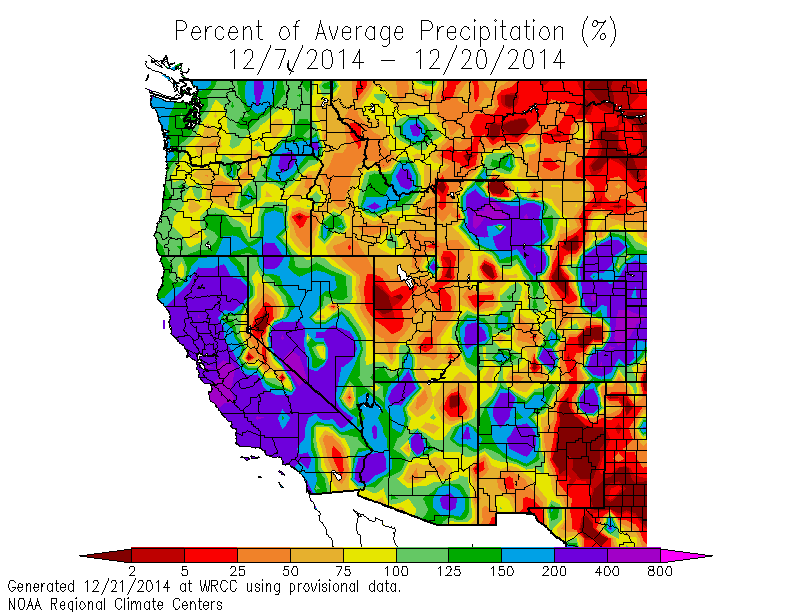 Percent of Average Precipitation (%)
12/7/2014 – 12/20/2014
2 5 25 50 75 100 125 150 200 400 800
Generated 12/21/2014 at WRCC using provisional data.
NOAA Regional Climate Centers